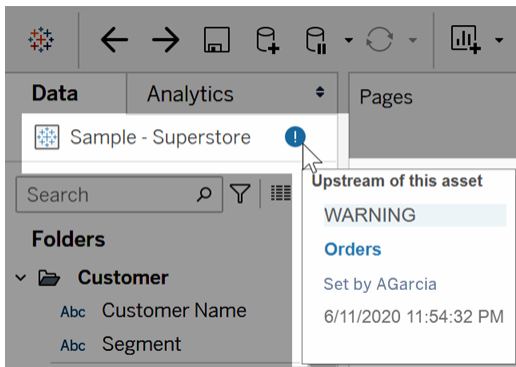 Data
Analytics
Pages
Sample - Superstore
!
Upstream of this asset
WARNING
Orders
Set by AGarcia
6/11/2020 11:54:32 PM
Search
Folders
Customer
Abc Customer Name
Abc Segment